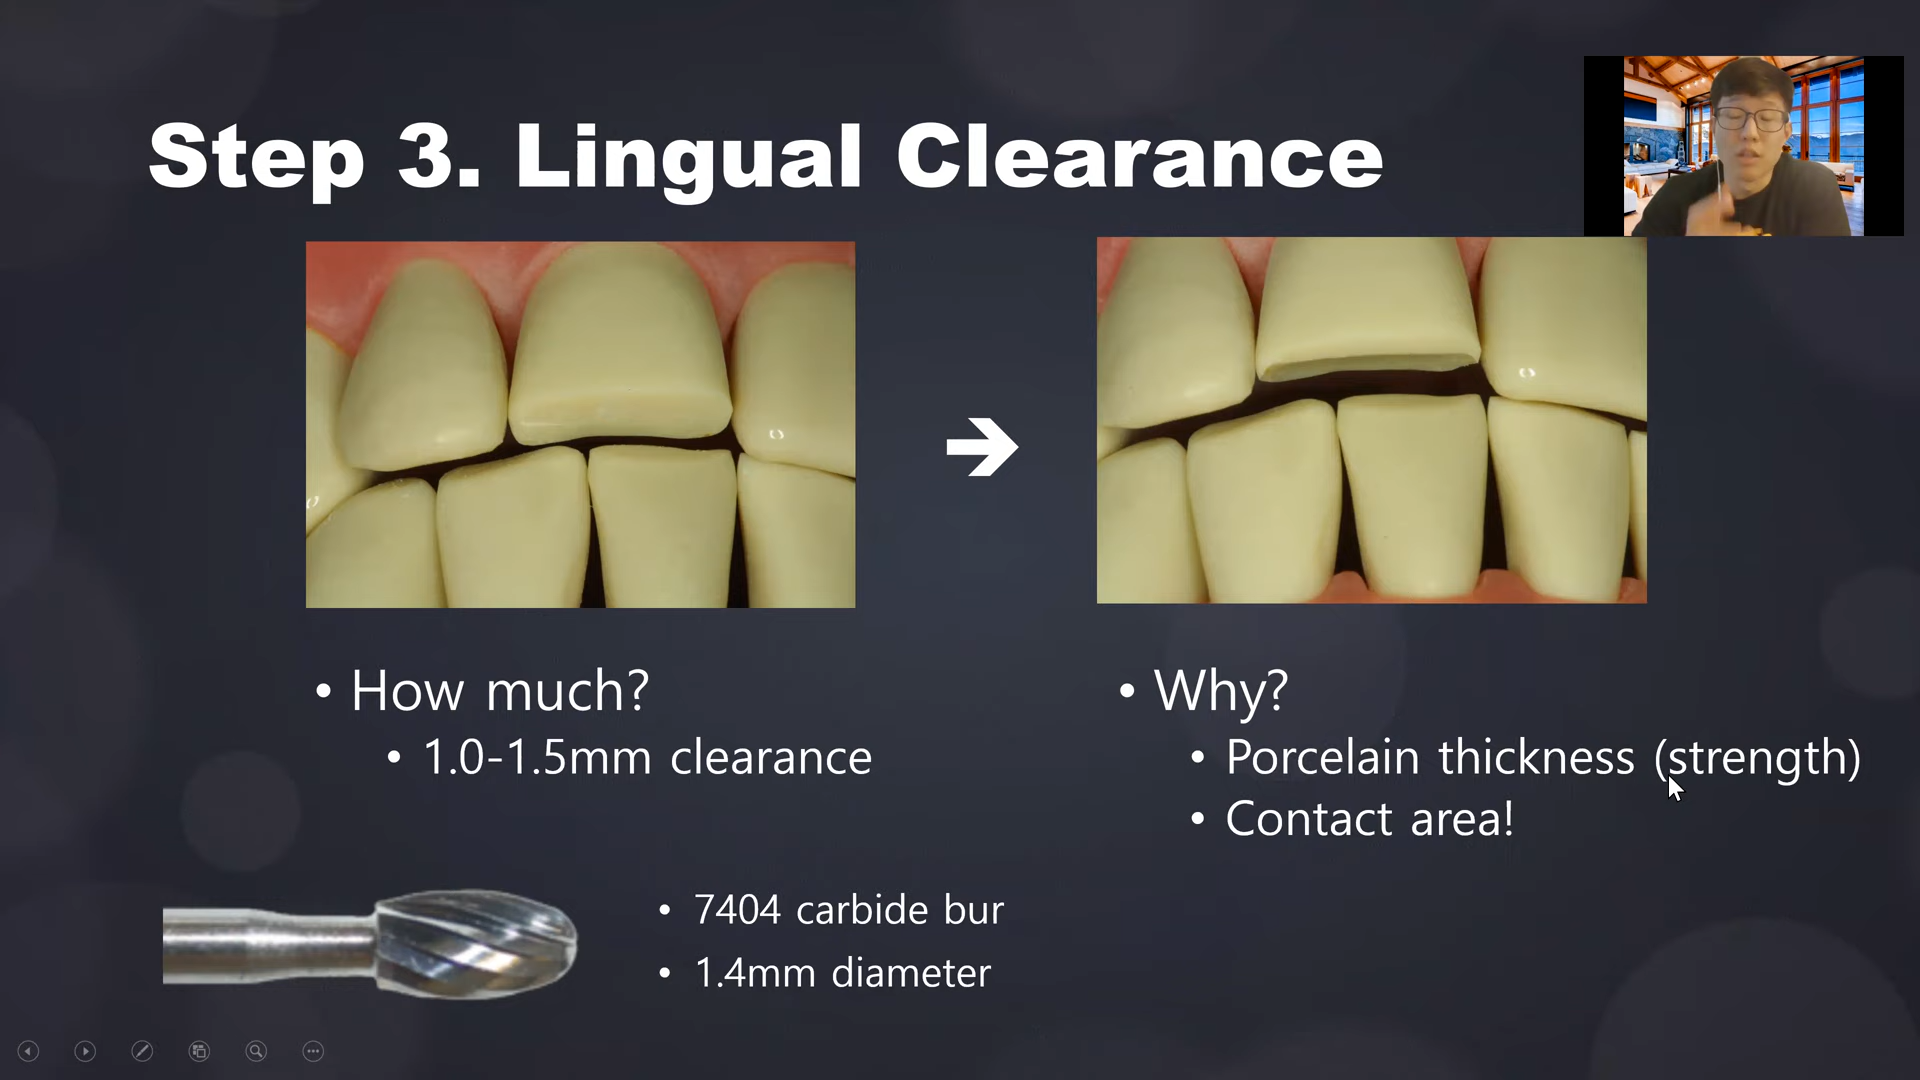 Step 3. Lingual Clearance
• How much?
• 1.0-1.5mm clearance
• Why?
• Porcelain thickness (strength)
• Contact area!
• 7404 carbide bur
• 1.4mm diameter